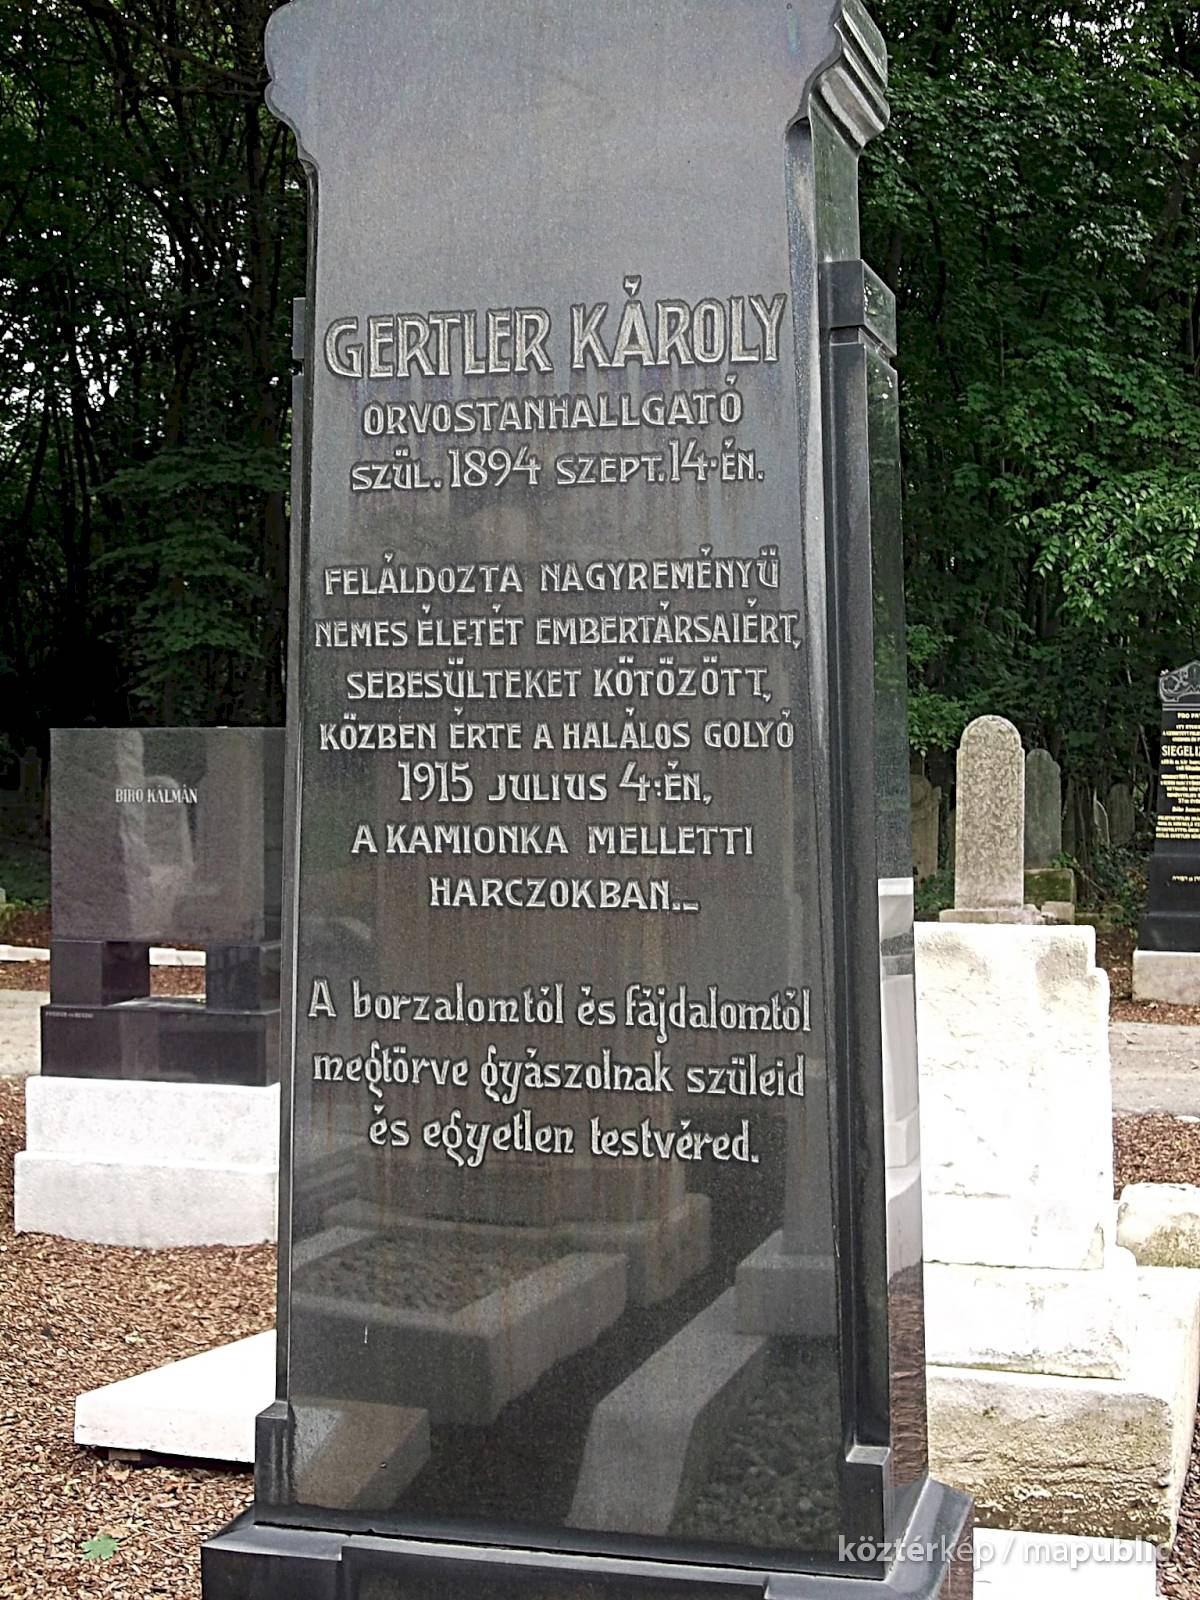 GERTLER KÁROLY
ORVOSTANHALLGATÓ
SZÜL. 1894 SZEPT. 14-ÉN.
FELÁLDOZTA NAGYREMÉNYÜ
NEMES ÉLETÉT EMBERTÁRSAIÉRT,
SEBESÜLTEKET KÖTÖZÖTT,
KÖZBEN ÉRTE A HALÁLOS GOLYÓ
1915 JULIUS 4-ÉN,
A KAMIONKA MELLETTI
HARCZOKBAN..
A borzalomtól és fájdalomtól
megtörve gyászolnak szüleid
és egyetlen testvéred.
BIRÓ KÁLMÁN
köztérkép / mapublic